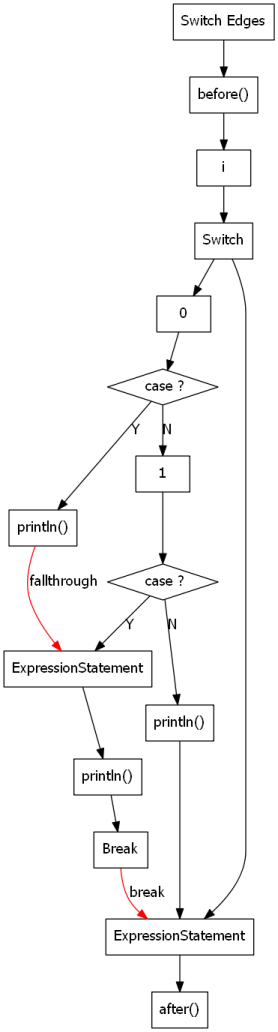 Switch Edges
before()
i
Switch
0
case ?
Y
N
1
println()
fallthrough
case ?
Y
N
ExpressionStatement
println()
println()
Break
break
ExpressionStatement
after()